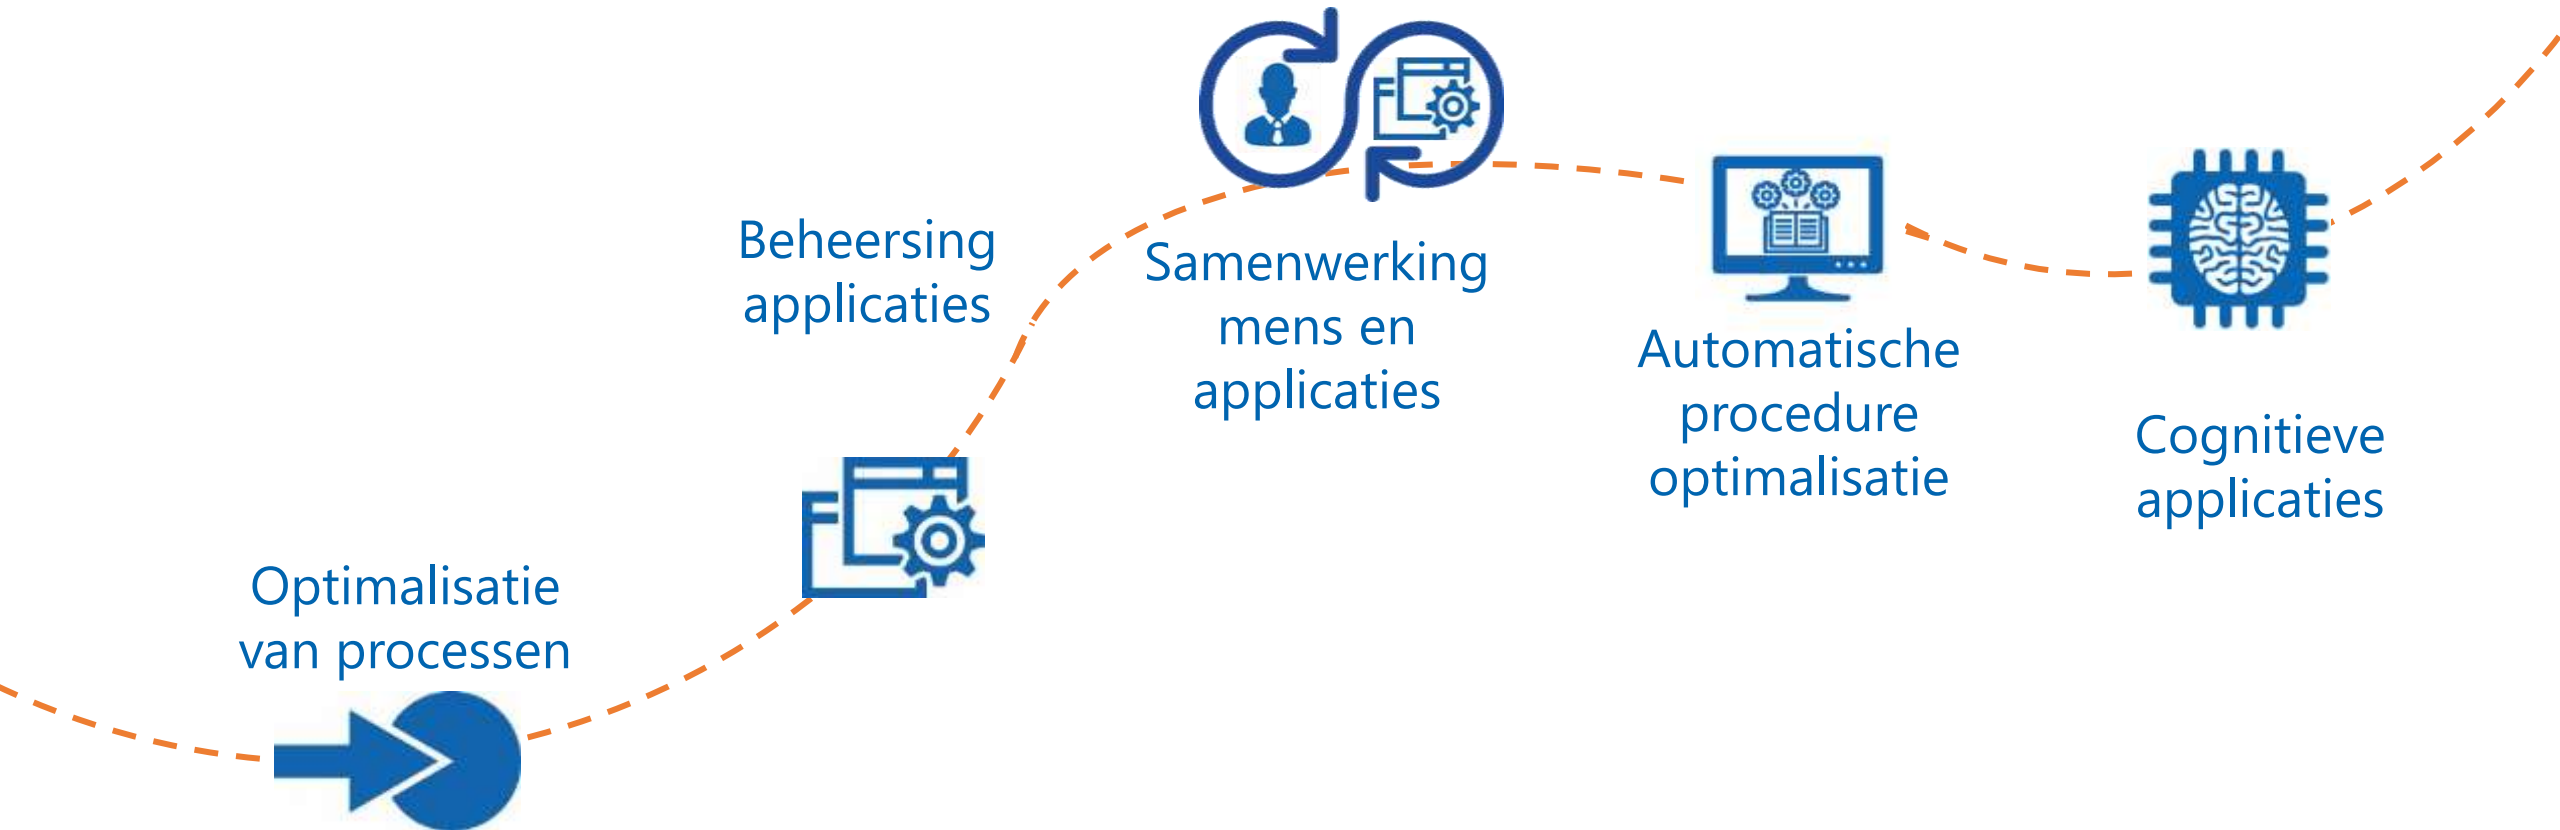 Optimalisatie
van processen
Beheersing
applicaties
Samenwerking
mens en
applicaties
Automatische
procedure
optimalisatie
Cognitieve
applicaties